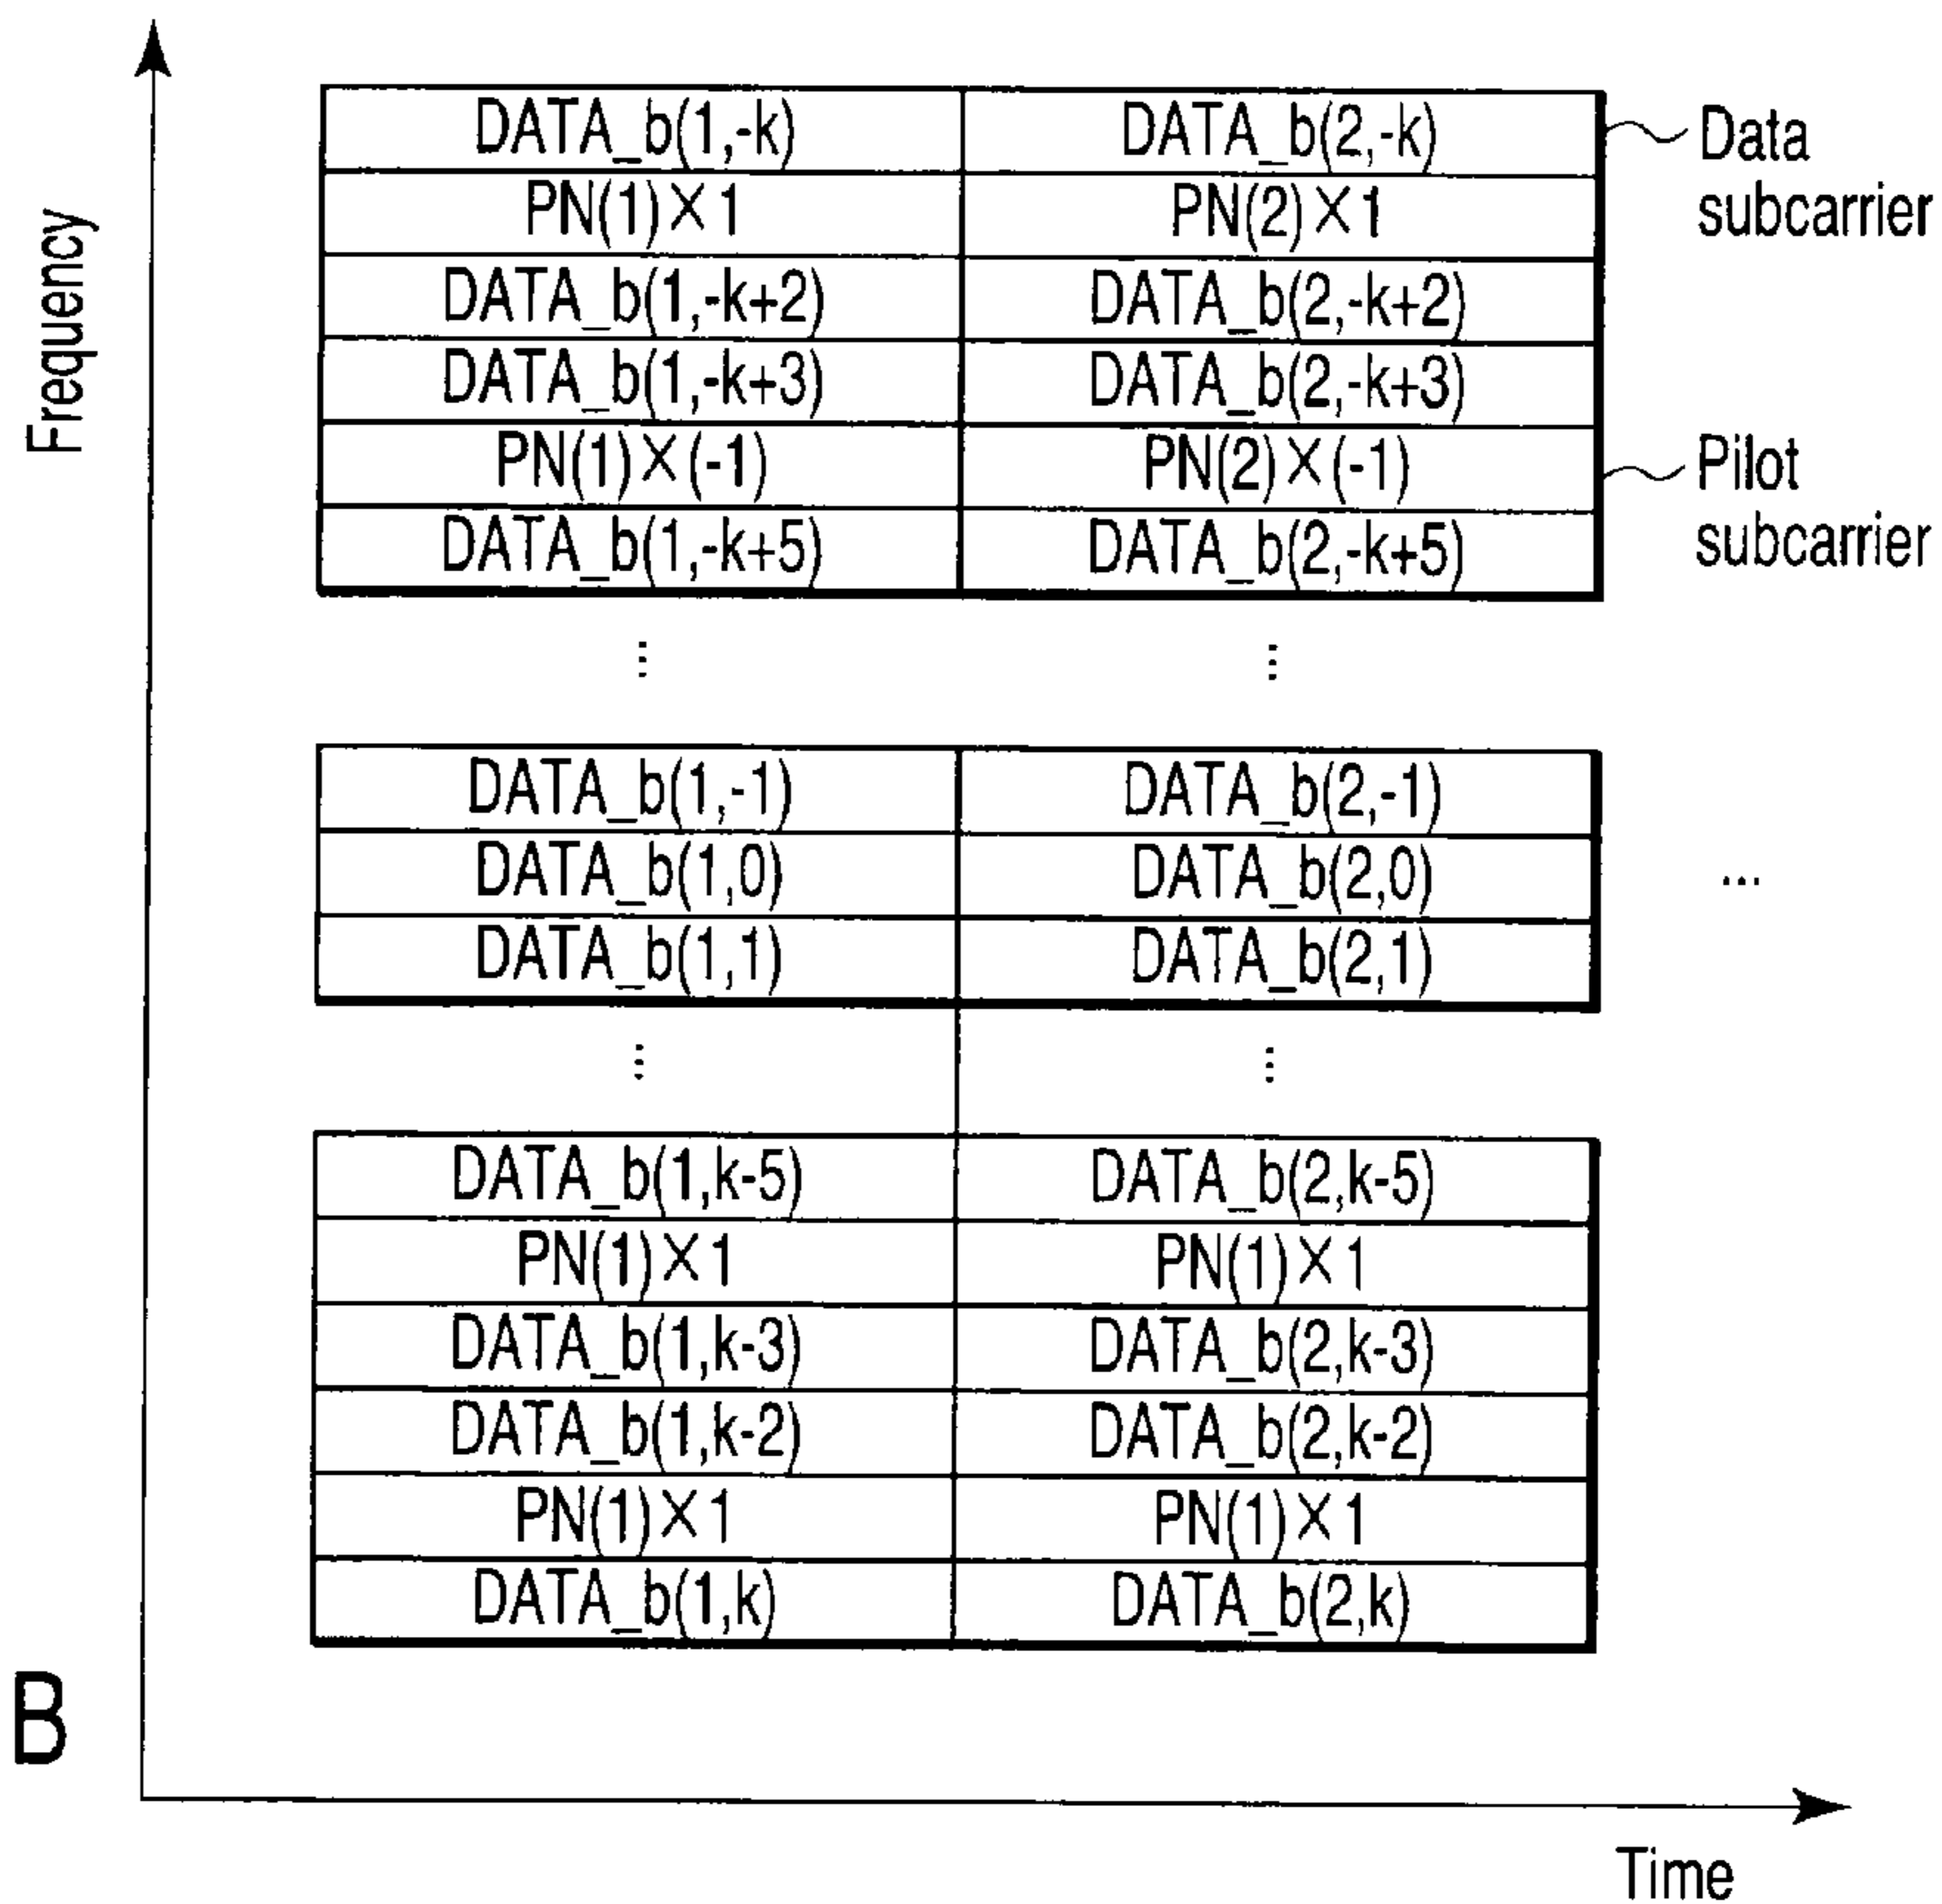 Frequency
DATA_b(1,-k) DATA_b(2,-k)
PN(1)×1 PN(2)×1
DATA_b(1,-k+2) DATA_b(2,-k+2)
DATA_b(1,-k+3) DATA_b(2,-k+3)
PN(1)×(-1) PN(2)×(-1)
DATA_b(1,-k+5) DATA_b(2,-k+5)
Data
subcarrier
Pilot
subcarrier
⋮ ⋮
DATA_b(1,-1) DATA_b(2,-1)
DATA_b(1,0) DATA_b(2,0)
DATA_b(1,1) DATA_b(2,1)
...
⋮ ⋮
DATA_b(1,k-5) DATA_b(2,k-5)
PN(1)×1 PN(1)×1
DATA_b(1,k-3) DATA_b(2,k-3)
DATA_b(1,k-2) DATA_b(2,k-2)
PN(1)×1 PN(1)×1
DATA_b(1,k) DATA_b(2,k)
B
Time